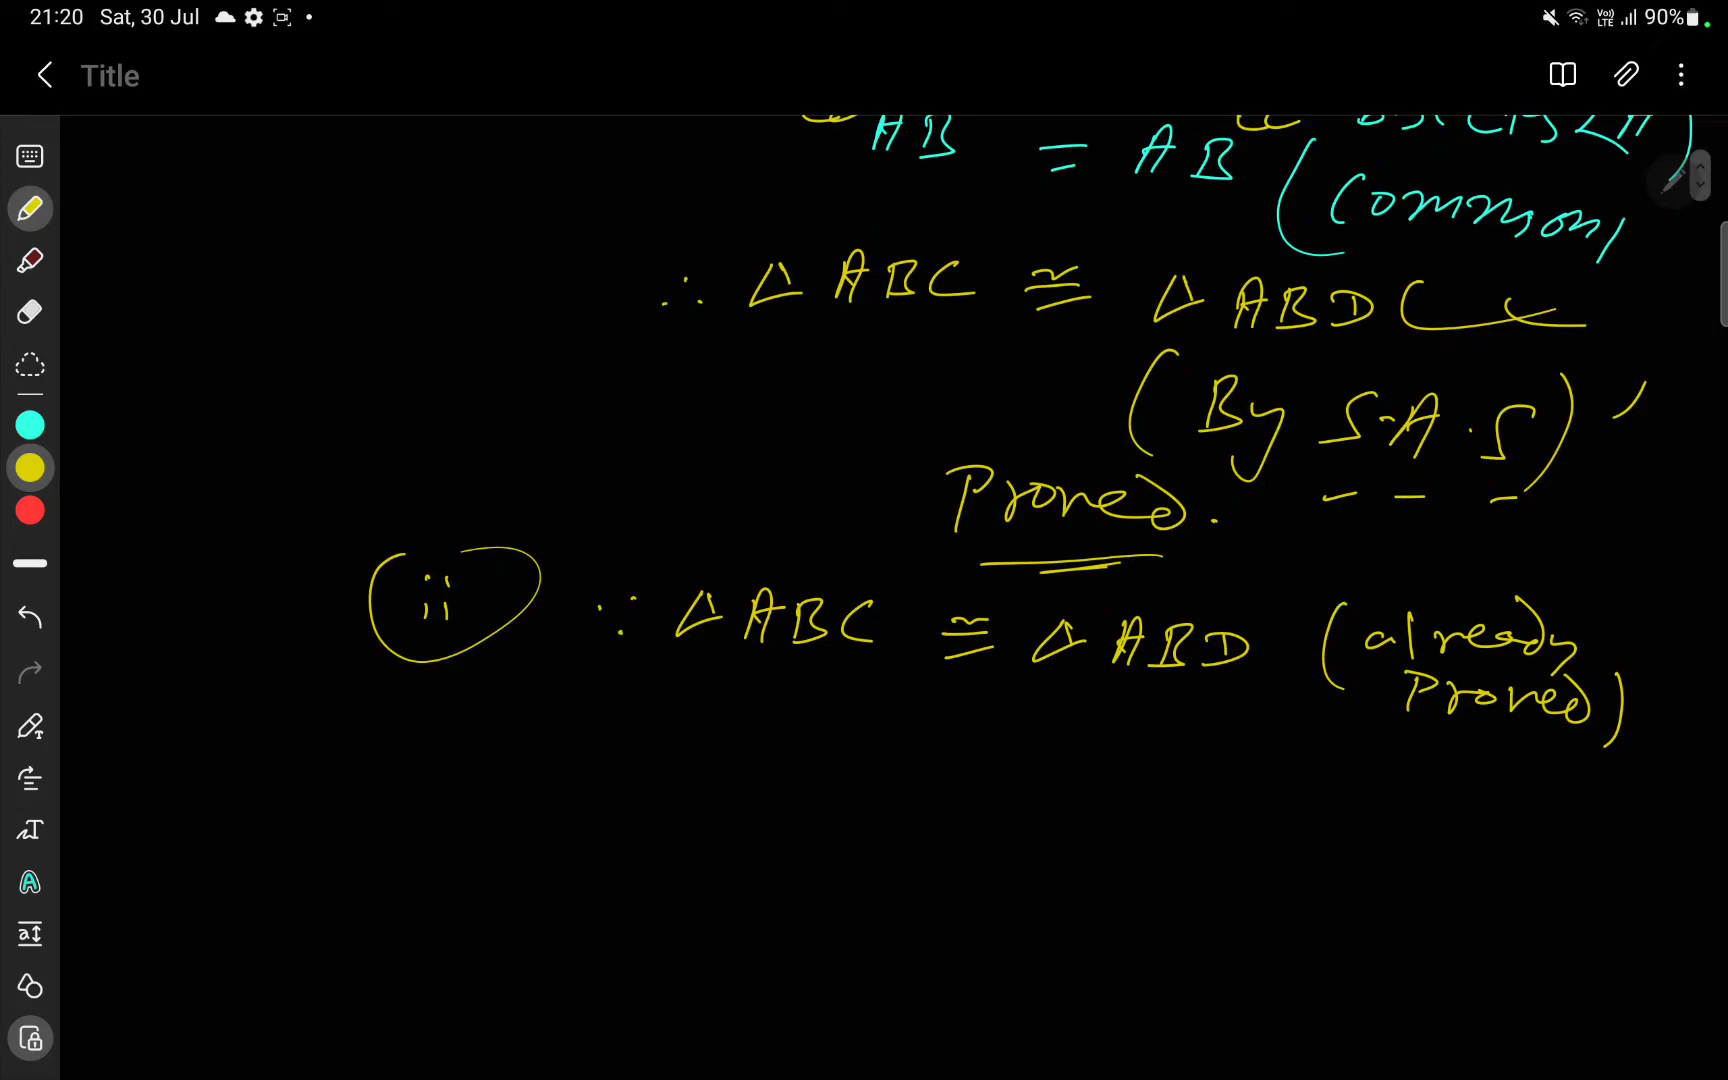 21:20 Sat, 30 Jul 90%
Title
AB = AB (Common)
∴ △ ABC ≅ △ ABD (
(By S·A·S)
Proved.
ii ∵ △ ABC ≅ △ ABD (already
Proved)